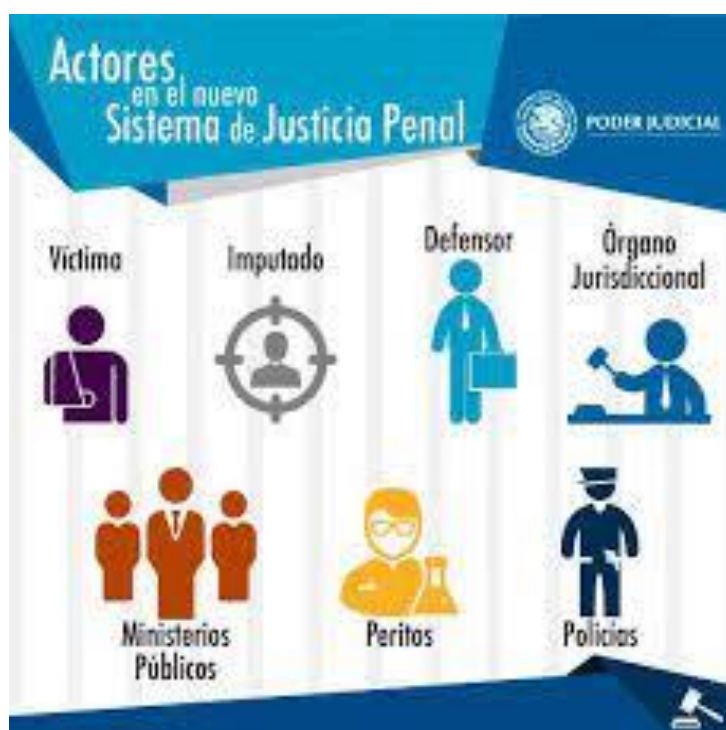 Actores
en el nuevo
Sistema de Justicia Penal
PODER JUDICIAL
Víctima
Imputado
Defensor
Órgano
Jurisdiccional
Ministerios
Públicos
Peritos
Policías